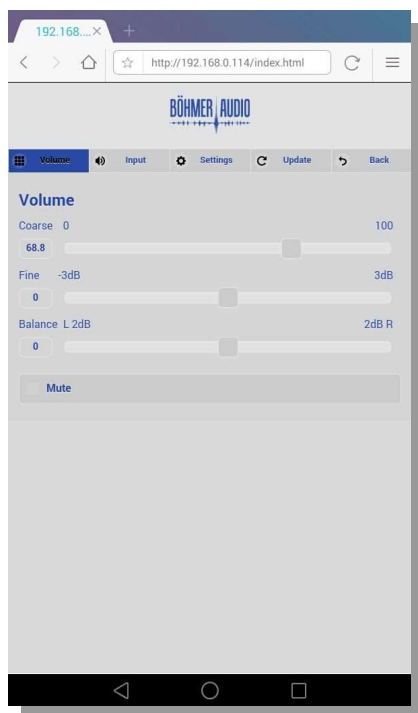 192.168....
http://192.168.0.114/index.html
BÖHMER AUDIO
Volume Input Settings Update Back
Volume
Coarse 0 100
68.8
Fine -3dB 3dB
0
Balance L 2dB 2dB R
0
Mute